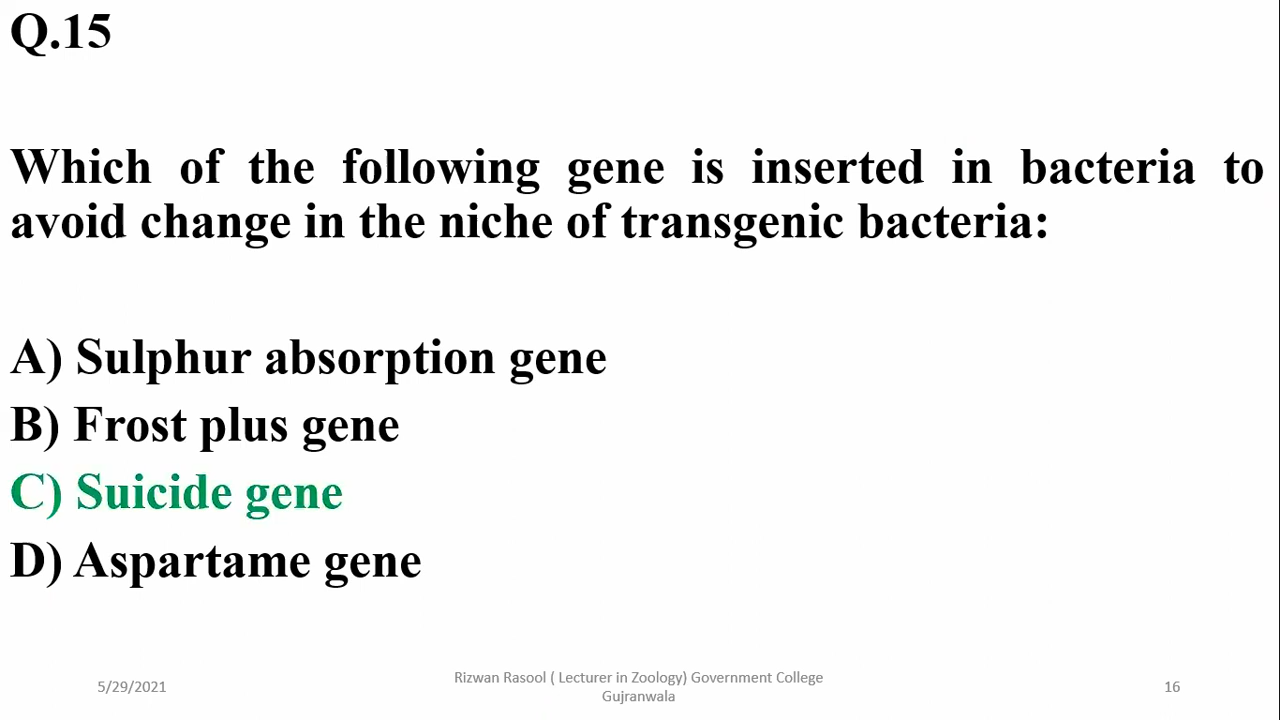 Q.15
Which of the following gene is inserted in bacteria to
avoid change in the niche of transgenic bacteria:
A) Sulphur absorption gene
B) Frost plus gene
C) Suicide gene
D) Aspartame gene
5/29/2021
Rizwan Rasool ( Lecturer in Zoology) Government College
Gujranwala
16